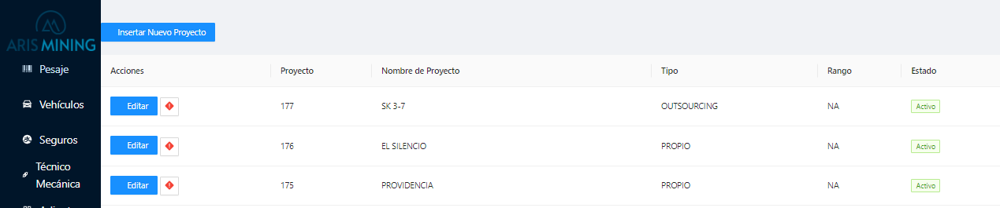 ARIS MINING
Insertar Nuevo Proyecto
Pesaje
Vehículos
Seguros
Técnico
Mecánica
Acciones Proyecto Nombre de Proyecto Tipo Rango Estado
Editar 177 SK 3-7 OUTSOURCING NA Activo
Editar 176 EL SILENCIO PROPIO NA Activo
Editar 175 PROVIDENCIA PROPIO NA Activo